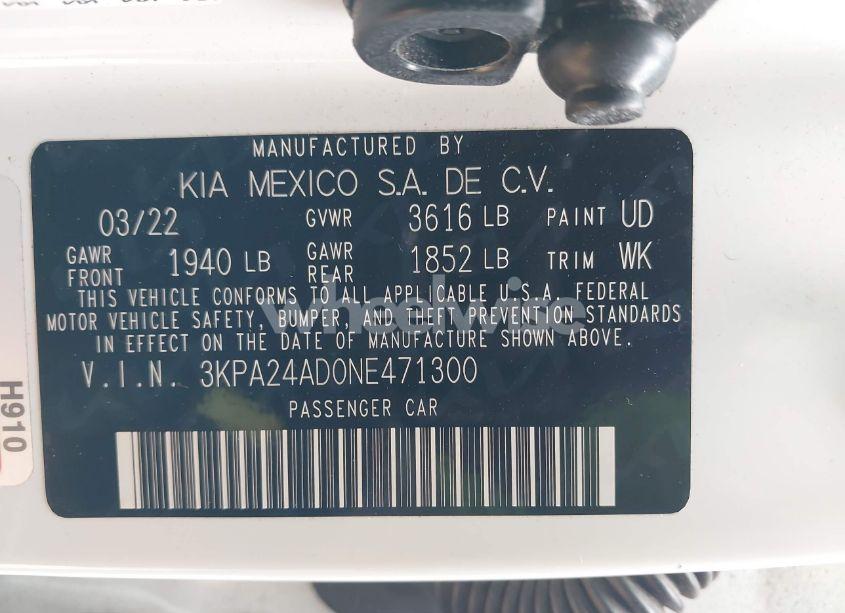 MANUFACTURED BY
KIA MEXICO S.A. DE C.V.
03/22 GVWR 3616 LB PAINT UD
GAWR FRONT 1940 LB GAWR REAR 1852 LB TRIM WK
THIS VEHICLE CONFORMS TO ALL APPLICABLE U.S.A. FEDERAL
MOTOR VEHICLE SAFETY, BUMPER, AND THEFT PREVENTION STANDARDS
IN EFFECT ON THE DATE OF MANUFACTURE SHOWN ABOVE.
V.I.N. 3KPA24AD0NE471300
PASSENGER CAR
H910
wheelwise